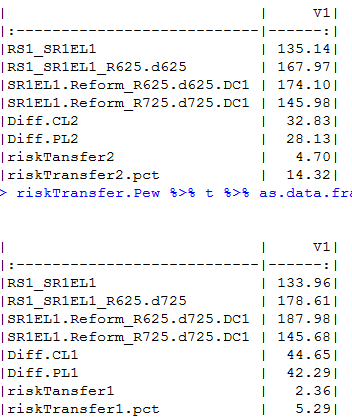 |                           |     V1|
|:--------------------------|------:|
|RS1_SR1EL1                 | 135.14|
|RS1_SR1EL1_R625.d625       | 167.97|
|SR1EL1.Reform_R625.d625.DC1 | 174.10|
|SR1EL1.Reform_R725.d725.DC1 | 145.98|
|Diff.CL2                   |  32.83|
|Diff.PL2                   |  28.13|
|riskTansfer2               |   4.70|
|riskTransfer2.pct          |  14.32|
> riskTransfer.Pew %>% t %>% as.data.fra
|                           |     V1|
|:--------------------------|------:|
|RS1_SR1EL1                 | 133.96|
|RS1_SR1EL1_R625.d725       | 178.61|
|SR1EL1.Reform_R625.d725.DC1 | 187.98|
|SR1EL1.Reform_R725.d725.DC1 | 145.68|
|Diff.CL1                   |  44.65|
|Diff.PL1                   |  42.29|
|riskTansfer1               |   2.36|
|riskTransfer1.pct          |   5.29|